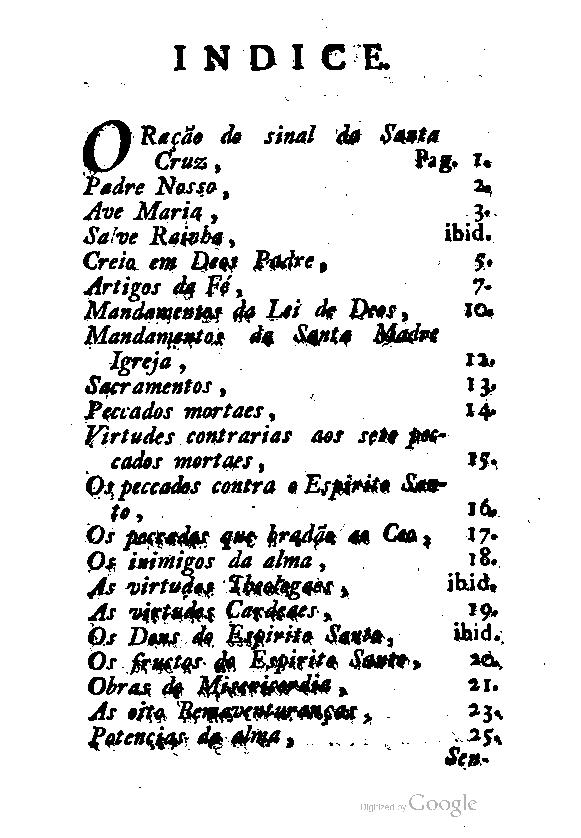 INDICE.
ORação do sinal da Santa
Cruz, Pag. 1.
Padre Nosso, 2.
Ave Maria, 3.
Salve Rainha, ibid.
Creio em Deos Padre, 5.
Artigos da Fé, 7.
Mandamentos da Lei de Deos, 10.
Mandamentos da Santa Madre
Igreja, 12.
Sacramentos, 13.
Peccados mortaes, 14.
Virtudes contrarias aos sete pec-
cados mortaes, 15.
Os peccados contra o Espirito San-
to, 16.
Os peccados que bradão ao Ceo, 17.
Os inimigos da alma, 18.
As virtudes Theologaes, ibid.
As virtudes Cardeaes, 19.
Os Dons do Espirito Santo, ibid.
Os fructos do Espirito Santo, 20.
Obras de Misericordia, 21.
As oito Bemaventuranças, 23.
Potencias da alma, 25.
Sen-
Digitized by Google